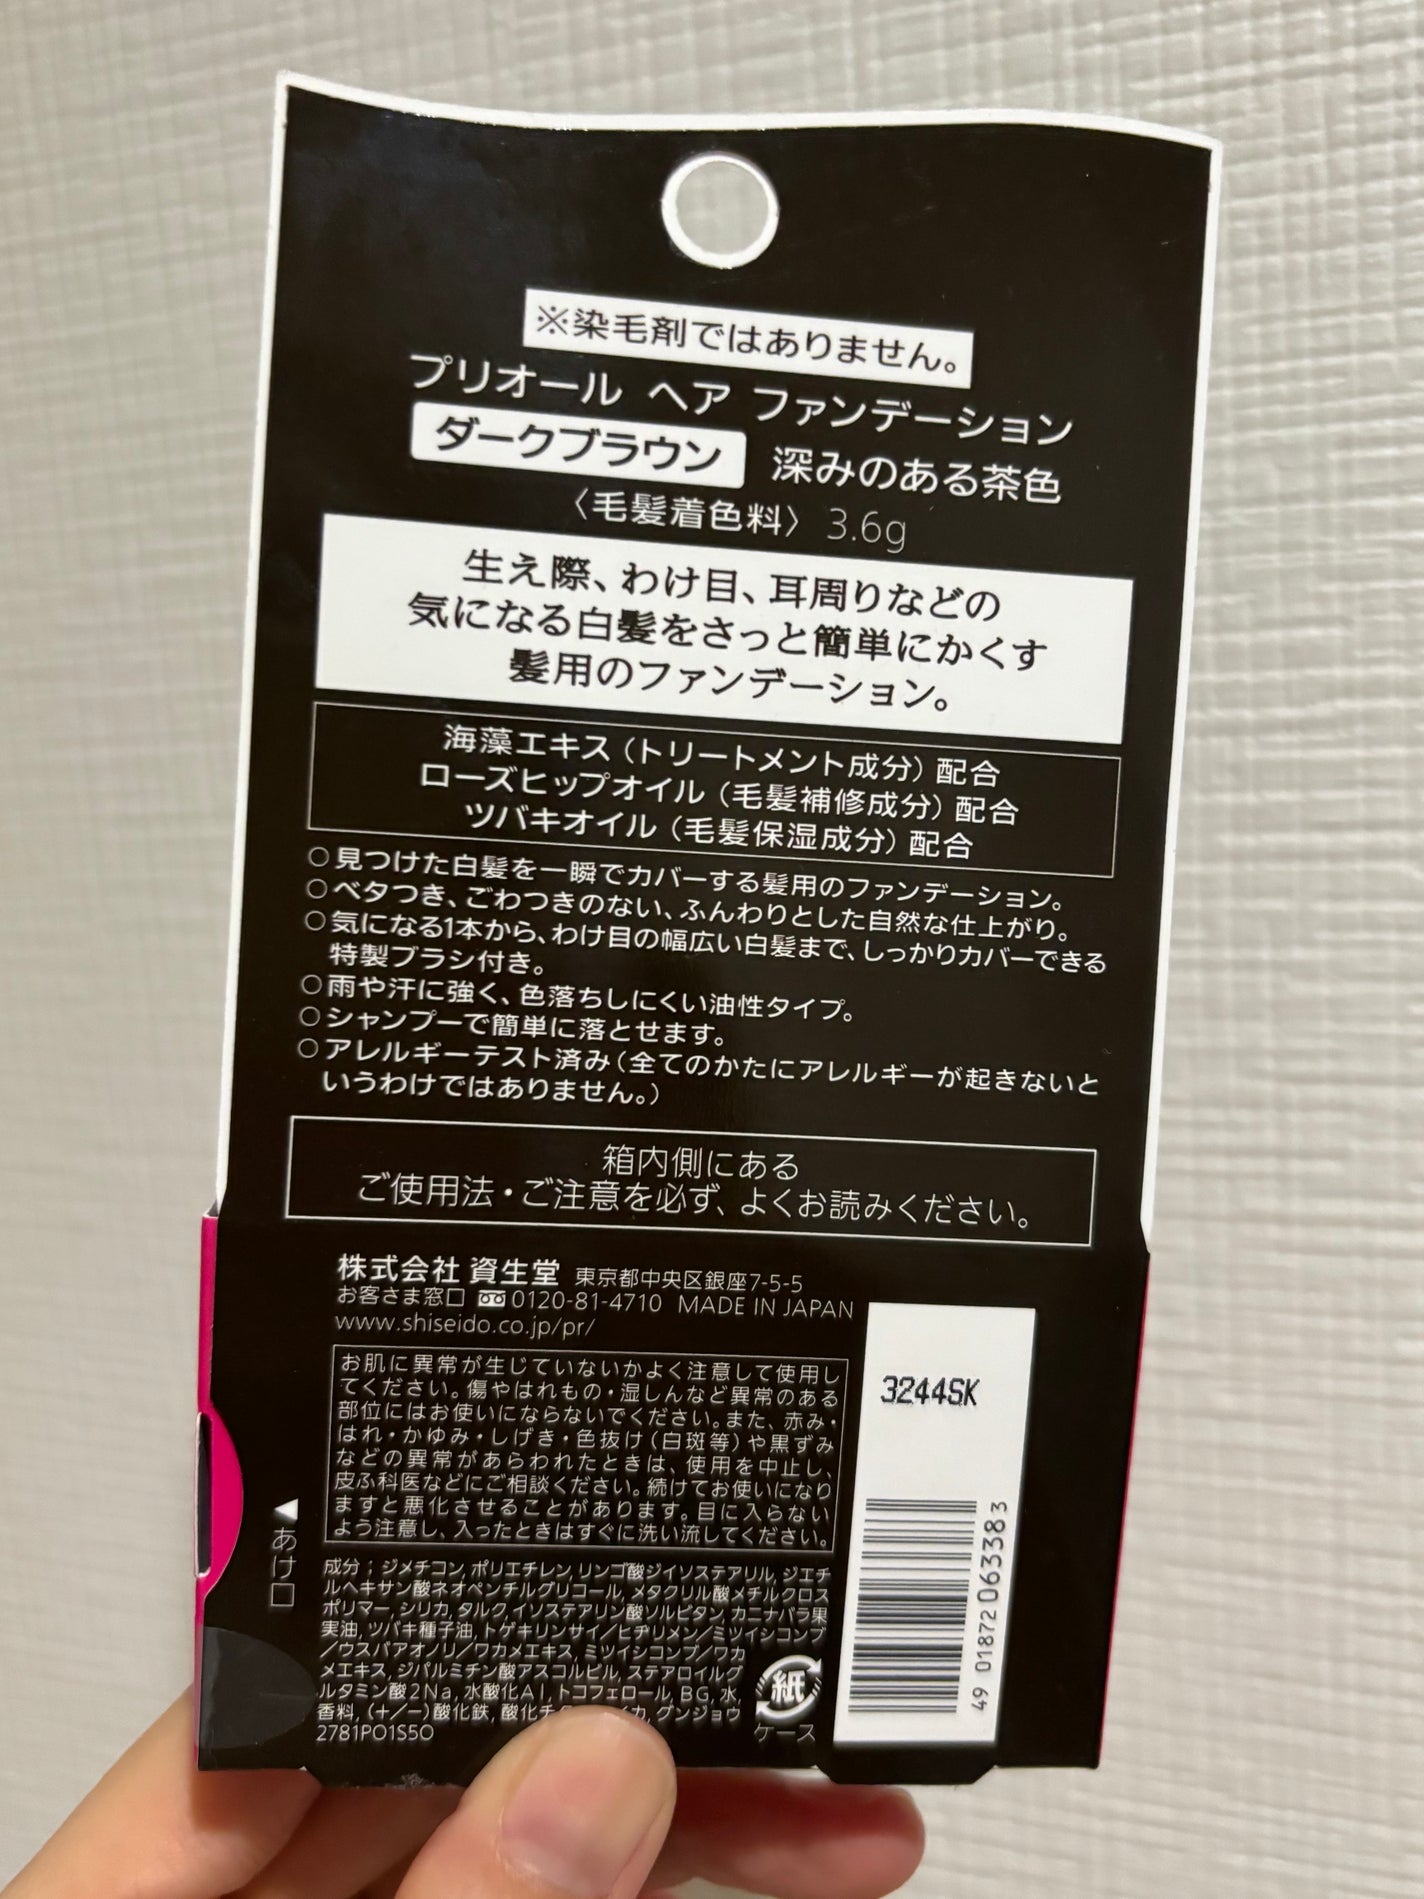 ※染毛剤ではありません。
プリオール ヘア ファンデーション
ダークブラウン 深みのある茶色
〈毛髪着色料〉 3.6g
生え際、わけ目、耳周りなどの
気になる白髪をさっと簡単にかくす
髪用のファンデーション。
海藻エキス（トリートメント成分）配合
ローズヒップオイル（毛髪補修成分）配合
ツバキオイル（毛髪保湿成分）配合
○見つけた白髪を一瞬でカバーする髪用のファンデーション。
○ベタつき、ごわつきのない、ふんわりとした自然な仕上がり。
○気になる1本から、わけ目の幅広い白髪まで、しっかりカバーできる
特製ブラシ付き。
○雨や汗に強く、色落ちしにくい油性タイプ。
○シャンプーで簡単に落とせます。
○アレルギーテスト済み（全てのかたにアレルギーが起きないと
いうわけではありません。）
箱内側にある
ご使用法・ご注意を必ず、よくお読みください。
株式会社 資生堂 東京都中央区銀座7-5-5
お客さま窓口 0120-81-4710 MADE IN JAPAN
www.shiseido.co.jp/pr/
お肌に異常が生じていないかよく注意して使用し
てください。傷やはれもの・湿しんなど異常のある
部位にはお使いにならないでください。また、赤み・
はれ・かゆみ・しげき・色抜け（白斑等）や黒ずみ
などの異常があらわれたときは、使用を中止し、
皮ふ科医などにご相談ください。続けてお使いになり
ますと悪化させることがあります。目に入らない
よう注意し、入ったときはすぐに洗い流してください。
成分：ジメチコン, ポリエチレン, リンゴ酸ジイソステアリル, ジエチ
ルヘキサン酸ネオペンチルグリコール, メタクリル酸メチルクロス
ポリマー, シリカ, タルク, イソステアリン酸ソルビタン, カニナバラ果
実油, ツバキ種子油, トゲキリンサイ／ヒヂリメン／ミツイシコンブ
／ウスバアオノリ／ワカメエキス, ミツイシコンブ／ワカ
メエキス, ジパルミチン酸アスコルビル, ステアロイルグ
ルタミン酸2Na, 水酸化Al, トコフェロール, BG, 水,
香料, (+/−)酸化鉄, 酸化チ イカ, グンジョウ
2781PO1S5O
紙
ケース
◀あけ口
3244SK
49 01872 063383 3